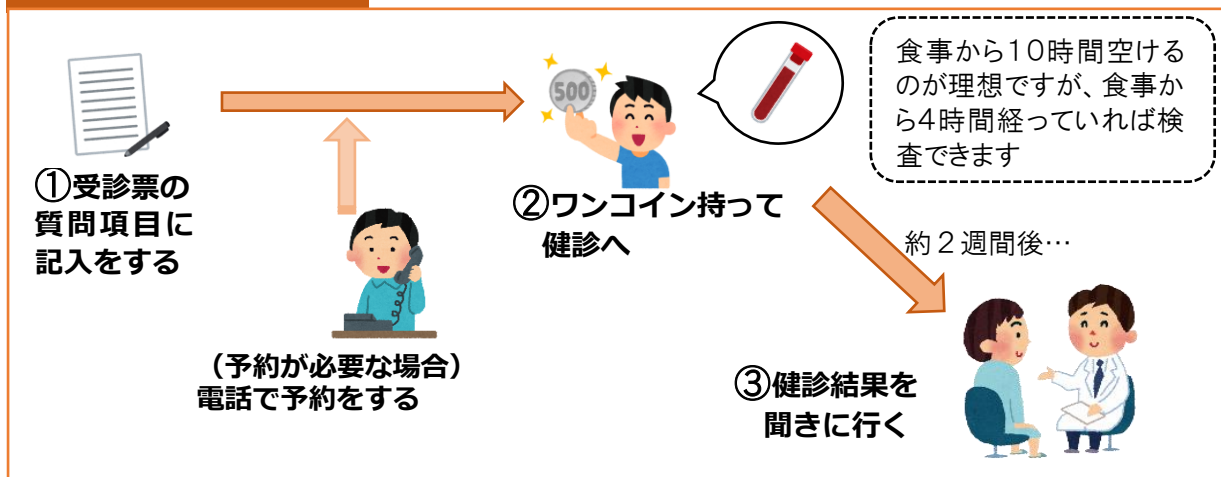 ①受診票の
質問項目に
記入をする
(予約が必要な場合)
電話で予約をする
500
②ワンコイン持って
健診へ
食事から10時間空ける
のが理想ですが、食事か
ら4時間経っていれば検
査できます
約２週間後…
③健診結果を
聞きに行く